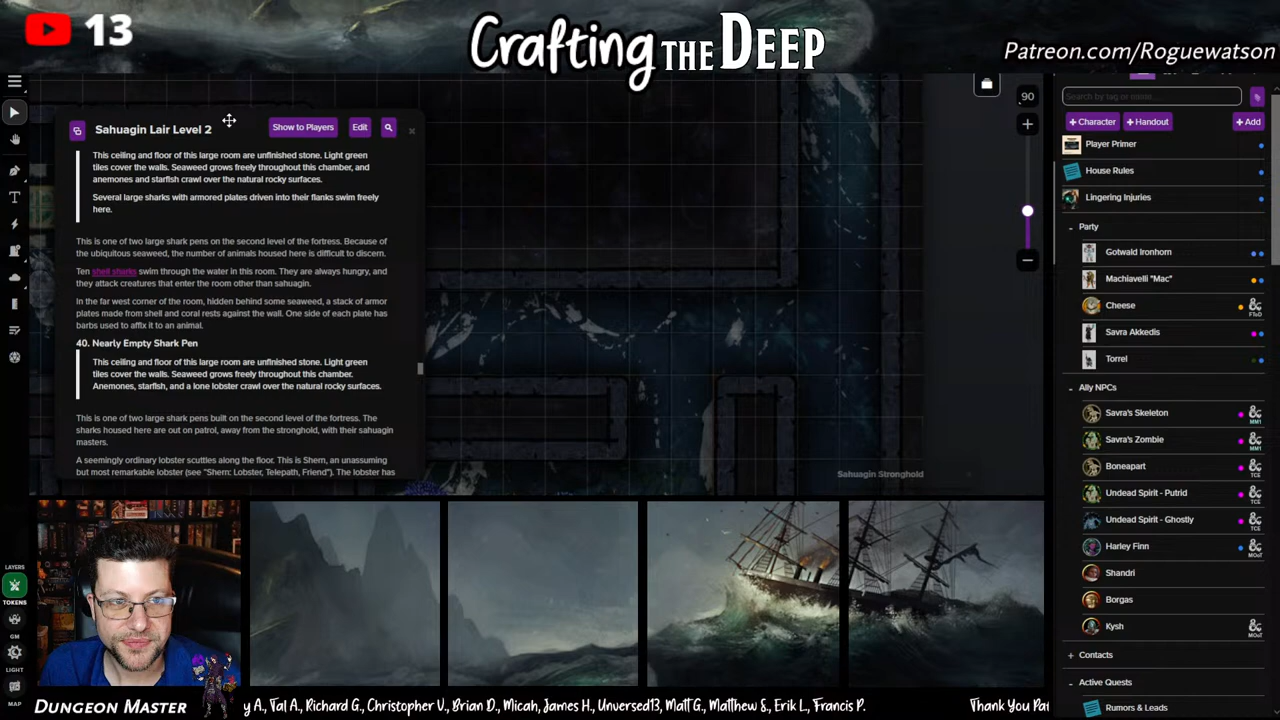 13
Crafting THE DEEP
Patreon.com/Roguewatson
Sahuagin Lair Level 2
Show to Players
Edit
This ceiling and floor of this large room are unfinished stone. Light green
tiles cover the walls. Seaweed grows freely throughout this chamber, and
anemones and starfish crawl over the natural rocky surfaces.
Several large sharks with armored plates driven into their flanks swim freely
here.
This is one of two large shark pens on the second level of the fortress. Because of
the ubiquitous seaweed, the number of animals housed here is difficult to discern.
Ten shell sharks swim through the water in this room. They are always hungry, and
they attack creatures that enter the room other than sahuagin.
In the far west corner of the room, hidden behind some seaweed, a stack of armor
plates made from shell and coral rests against the wall. One side of each plate has
barbs used to affix it to an animal.
40. Nearly Empty Shark Pen
This ceiling and floor of this large room are unfinished stone. Light green
tiles cover the walls. Seaweed grows freely throughout this chamber.
Anemones, starfish, and a lone lobster crawl over the natural rocky surfaces.
This is one of two large shark pens built on the second level of the fortress. The
sharks housed here are out on patrol, away from the stronghold, with their sahuagin
masters.
A seemingly ordinary lobster scuttles along the floor. This is Shern, an unassuming
but most remarkable lobster (see "Shern: Lobster, Telepath, Friend"). The lobster has
Sahuagin Stronghold
90
Search by tag or name...
+ Character
+ Handout
+ Add
Player Primer
House Rules
Lingering Injuries
Party
Gotwald Ironhorn
Machiavelli "Mac"
Cheese
FToD
Savra Akkedis
Torrel
Ally NPCs
Savra's Skeleton
MM1
Savra's Zombie
MM1
Boneapart
TCE
Undead Spirit - Putrid
TCE
Undead Spirit - Ghostly
TCE
Harley Finn
MOoT
Shandri
Borgas
Kysh
MOoT
Contacts
Active Quests
Rumors & Leads
LAYERS
TOKENS
GM
LIGHT
MAP
DUNGEON MASTER
y A., Tal A., Richard G., Christopher V., Brian D., Micah, James H., Unversed13, Matt G., Matthew S., Erik L., Francis P.
Thank You Pa